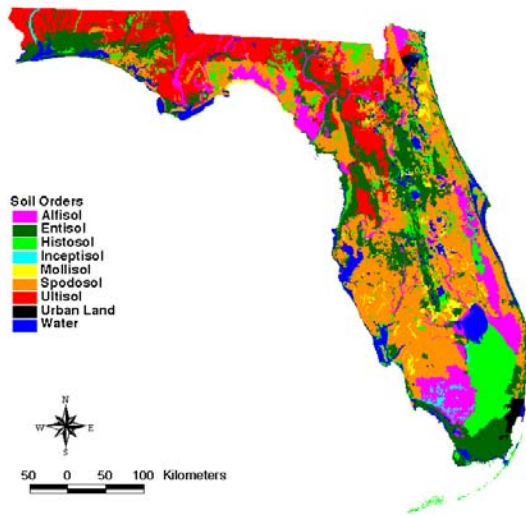 Soil Orders
Alfisol
Entisol
Histosol
Inceptisol
Mollisol
Spodosol
Ultisol
Urban Land
Water
N
W E
S
50 0 50 100 Kilometers